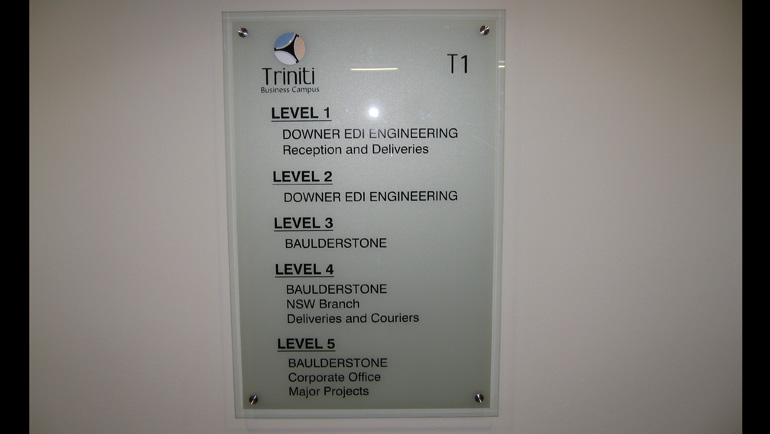 Triniti
Business Campus
T1
LEVEL 1
DOWNER EDI ENGINEERING
Reception and Deliveries
LEVEL 2
DOWNER EDI ENGINEERING
LEVEL 3
BAULDERSTONE
LEVEL 4
BAULDERSTONE
NSW Branch
Deliveries and Couriers
LEVEL 5
BAULDERSTONE
Corporate Office
Major Projects